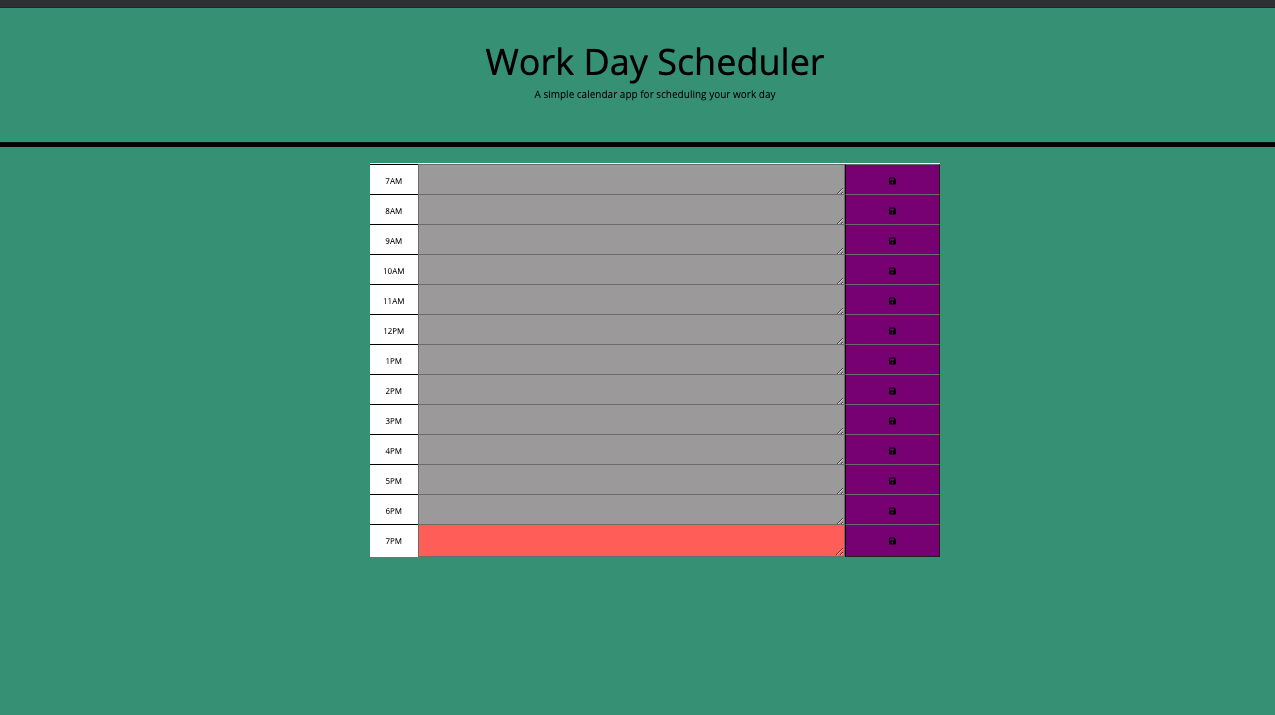 Work Day Scheduler
A simple calendar app for scheduling your work day
7AM
8AM
9AM
10AM
11AM
12PM
1PM
2PM
3PM
4PM
5PM
6PM
7PM